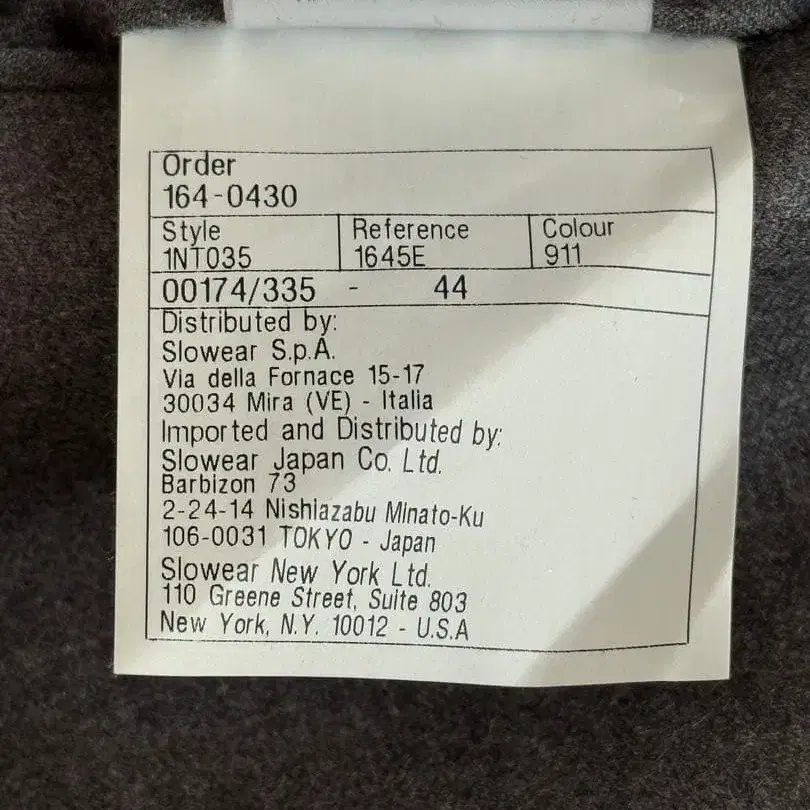 Order
164-0430
Style Reference Colour
1NT035 1645E 911
00174/335 - 44
Distributed by:
Slowear S.p.A.
Via della Fornace 15-17
30034 Mira (VE) - Italia
Imported and Distributed by:
Slowear Japan Co. Ltd.
Barbizon 73
2-24-14 Nishiazabu Minato-Ku
106-0031 TOKYO - Japan
Slowear New York Ltd.
110 Greene Street, Suite 803
New York, N.Y. 10012 - U.S.A